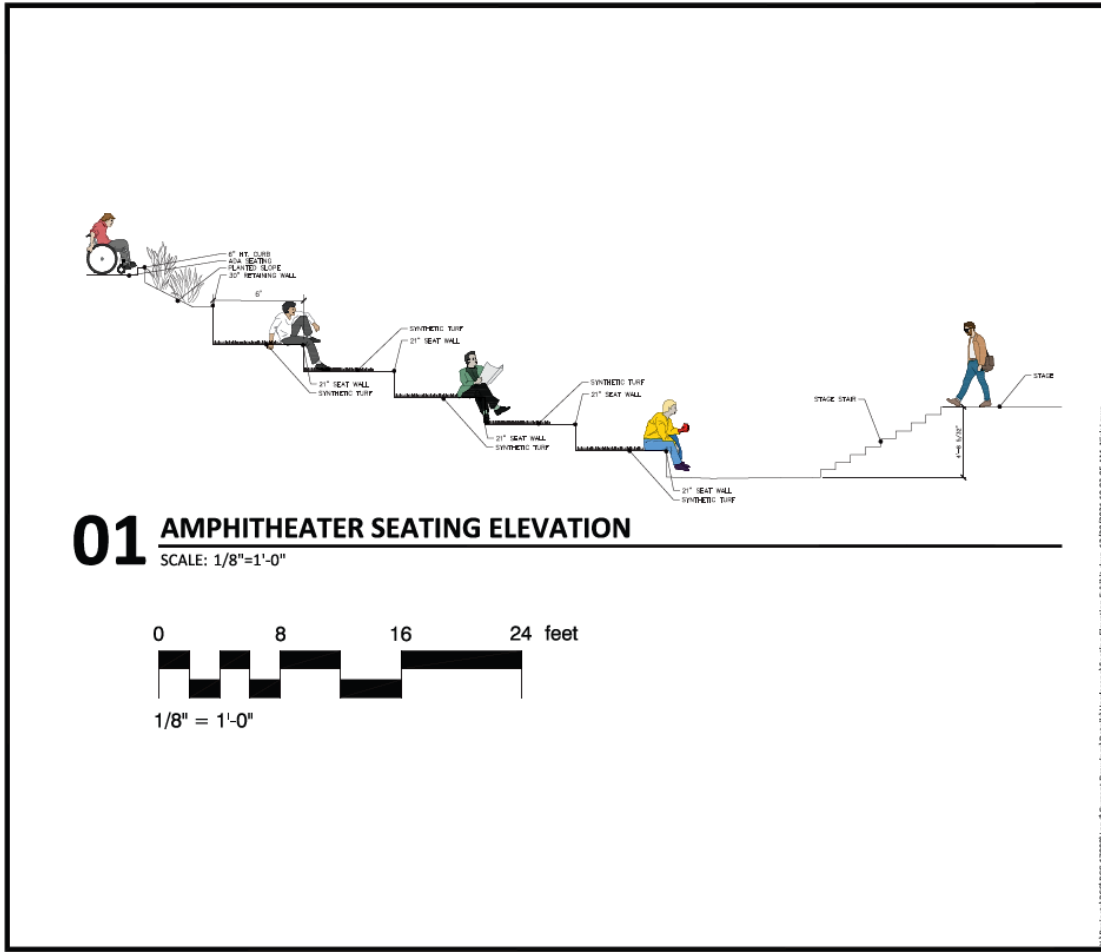 6" HT. CURB
ADA SEATING
PLANTED SLOPE
30" RETAINING WALL
6'
SYNTHETIC TURF
21" SEAT WALL
21" SEAT WALL
SYNTHETIC TURF
SYNTHETIC TURF
21" SEAT WALL
21" SEAT WALL
SYNTHETIC TURF
21" SEAT WALL
SYNTHETIC TURF
STAGE
STAGE STAIR
01 AMPHITHEATER SEATING ELEVATION
SCALE: 1/8"=1'-0"
0 8 16 24 feet
1/8" = 1'-0"